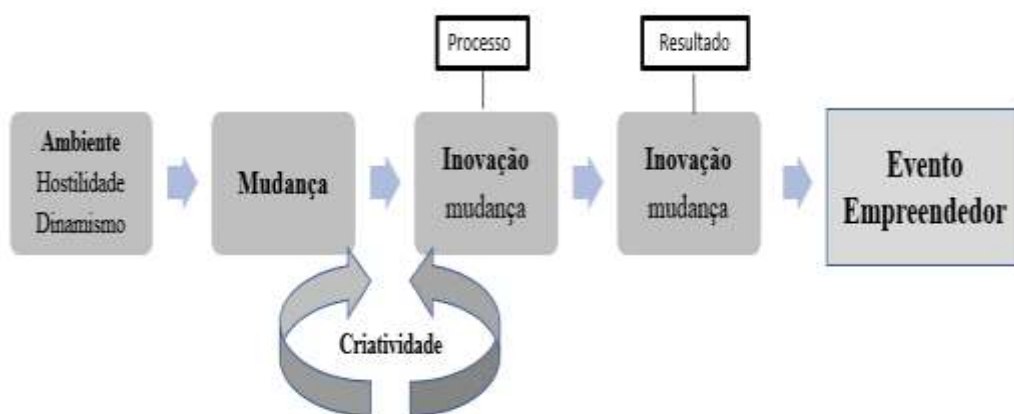 Processo
Resultado
Ambiente
Hostilidade
Dinamismo
Mudança
Inovação
mudança
Inovação
mudança
Evento
Empreendedor
Criatividade